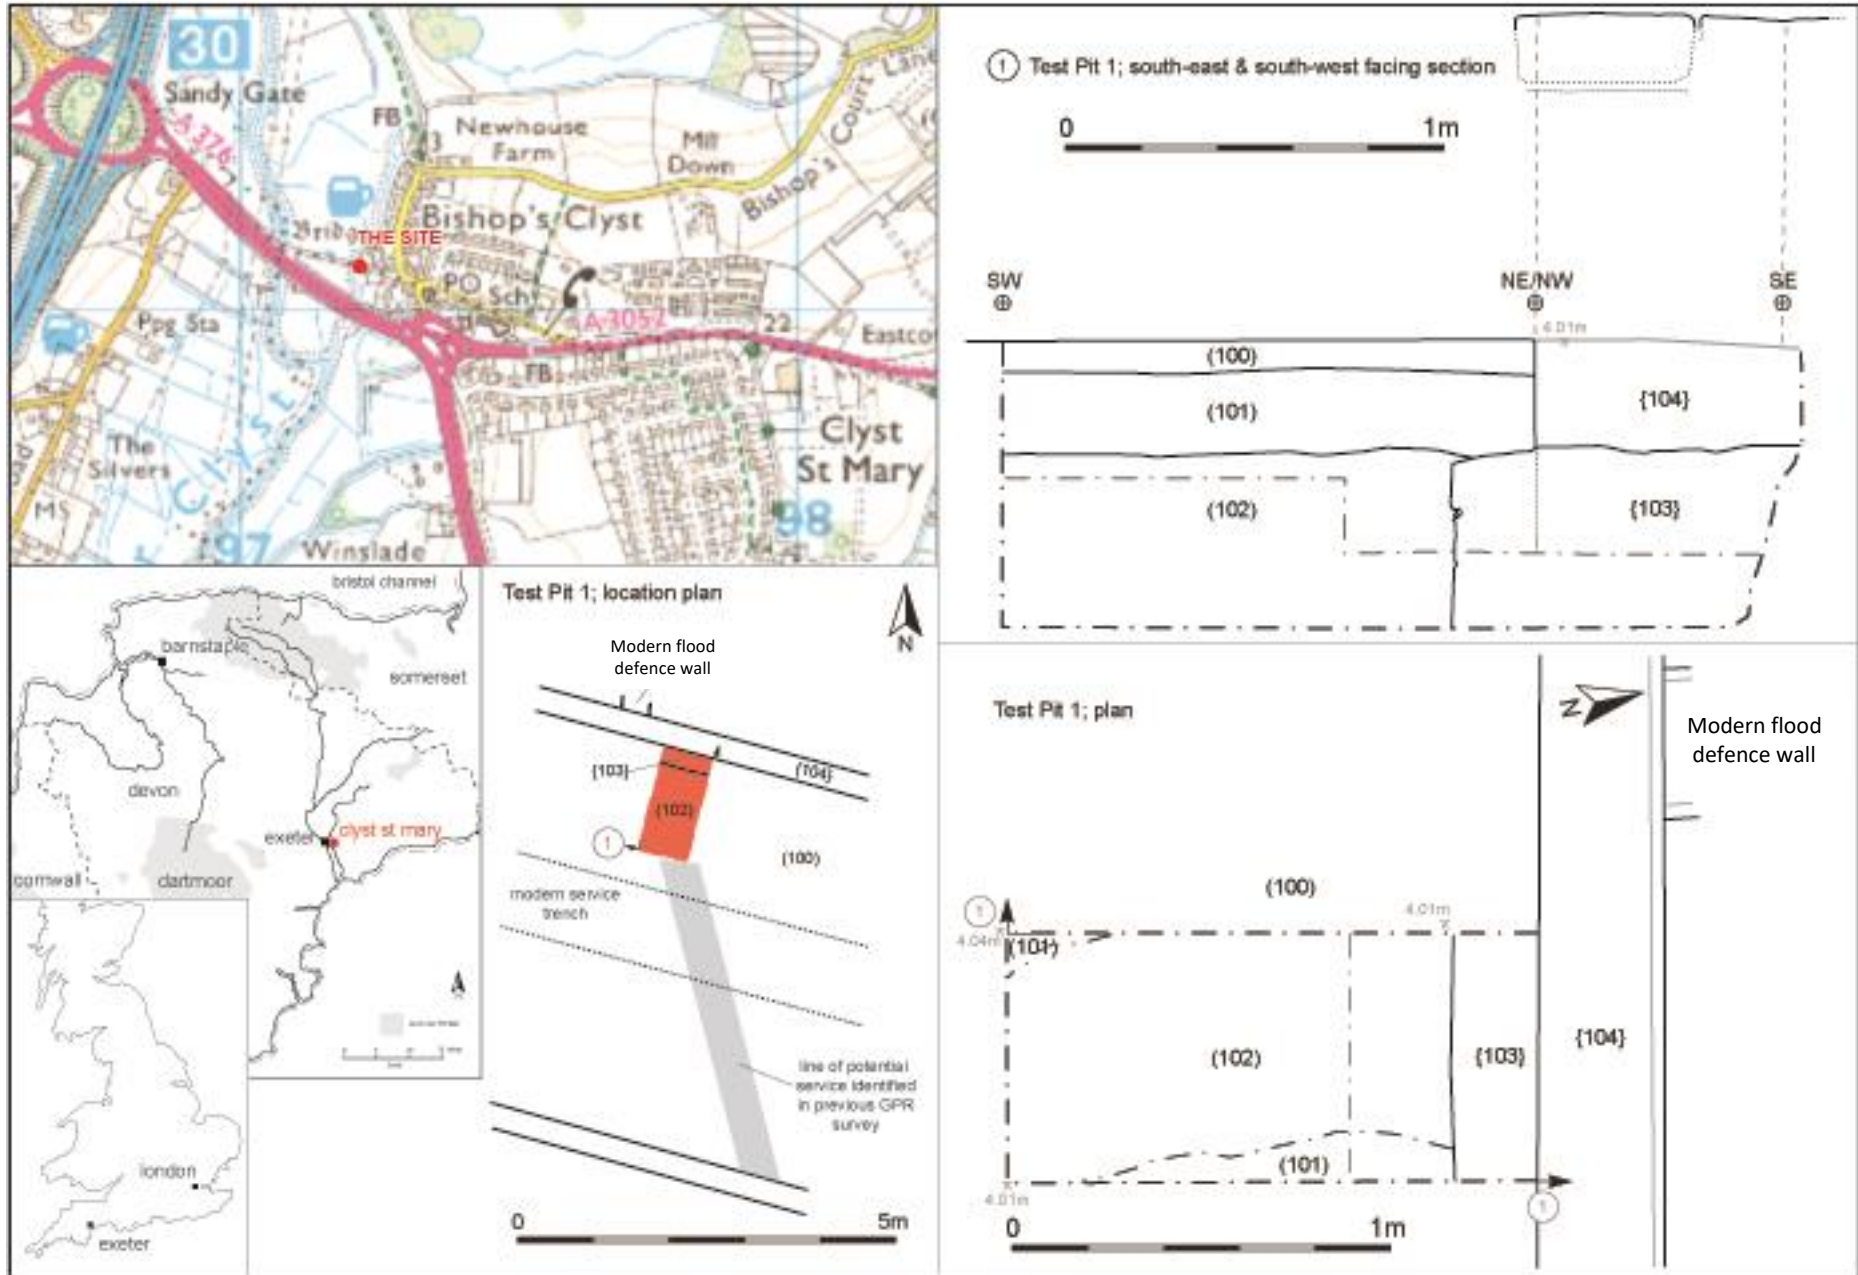 30
Sandy Gate
A 376
FB
3
Newhouse
Farm
Mill
Down
Bishop's Court Lane
Bishop's Clyst
THE SITE
PO
Sch
A 3052
22
Eastco
Ppg Sta
FB
The
Silvers
Clyst
St Mary
MS
Clyst
97
98
Winslade
1 Test Pit 1; south-east & south-west facing section
0 1m
SW NE/NW SE
4.01m
(100)
(101)
{104}
(102)
{103}
bristol channel
barnstaple
somerset
devon
exeter
clyst st mary
cornwall
dartmoor
london
exeter
Test Pit 1; location plan
N
Modern flood
defence wall
{103}
{104}
(102)
1
(100)
modern service
trench
line of potential
service identified
in previous GPR
survey
0 5m
Test Pit 1; plan
N
Modern flood
defence wall
(100)
1
4.01m
4.04m
(101)
(102)
{103}
{104}
(101)
4.01m
1
0 1m